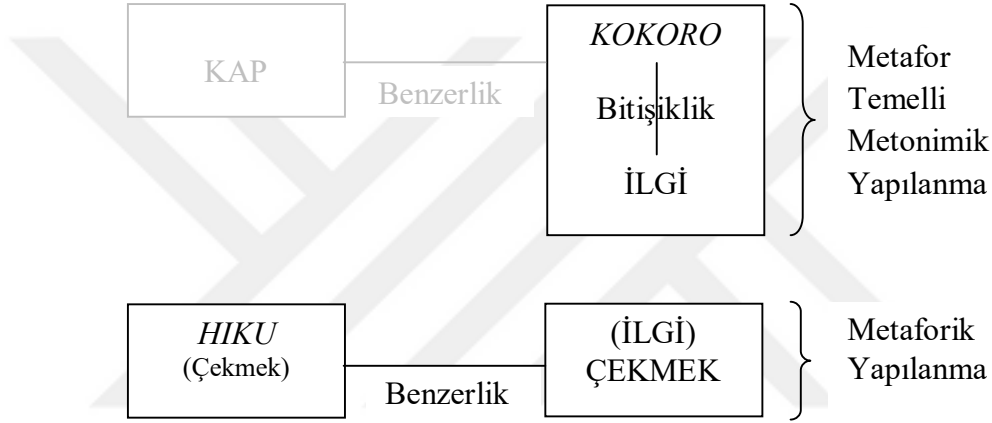 KAP
Benzerlik
KOKORO
Bitişiklik
İLGİ
Metafor
Temelli
Metonimik
Yapılanma
HIKU
(Çekmek)
Benzerlik
(İLGİ)
ÇEKMEK
Metaforik
Yapılanma